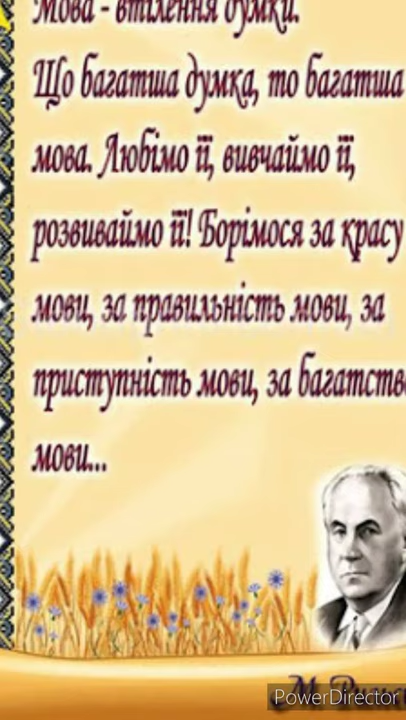 Мова - втілення думки.
Що багатша думка, то багатша
мова. Любімо її, вивчаймо її,
розвиваймо її! Борімося за красу
мови, за правильність мови, за
приступність мови, за багатств
мови...
М.
PowerDirector